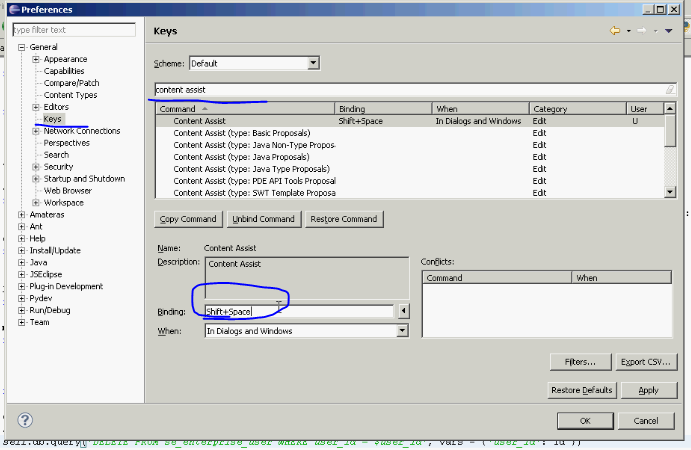 Preferences
type filter text
General
Appearance
Capabilities
Compare/Patch
Content Types
Editors
Keys
Network Connections
Perspectives
Search
Security
Startup and Shutdown
Web Browser
Workspace
Amateras
Ant
Help
Install/Update
Java
JSEclipse
Plug-in Development
Pydev
Run/Debug
Team
Keys
Scheme: Default
content assist
Command Binding When Category User
Content Assist Shift+Space In Dialogs and Windows Edit U
Content Assist (type: Basic Proposals) Edit
Content Assist (type: Java Non-Type Propos. Edit
Content Assist (type: Java Proposals) Edit
Content Assist (type: Java Type Proposals) Edit
Content Assist (type: PDE API Tools Proposal Edit
Content Assist (type: SWT Template Proposa Edit
Copy Command Unbind Command Restore Command
Name: Content Assist
Description: Content Assist
Conflicts:
Command When
Binding: Shift+Space
When: In Dialogs and Windows
Filters... Export CSV...
Restore Defaults Apply
OK Cancel
self.db.query('DELETE FROM se_enterprise_user WHERE user_id = $user_id', vars = {'user_id': id})